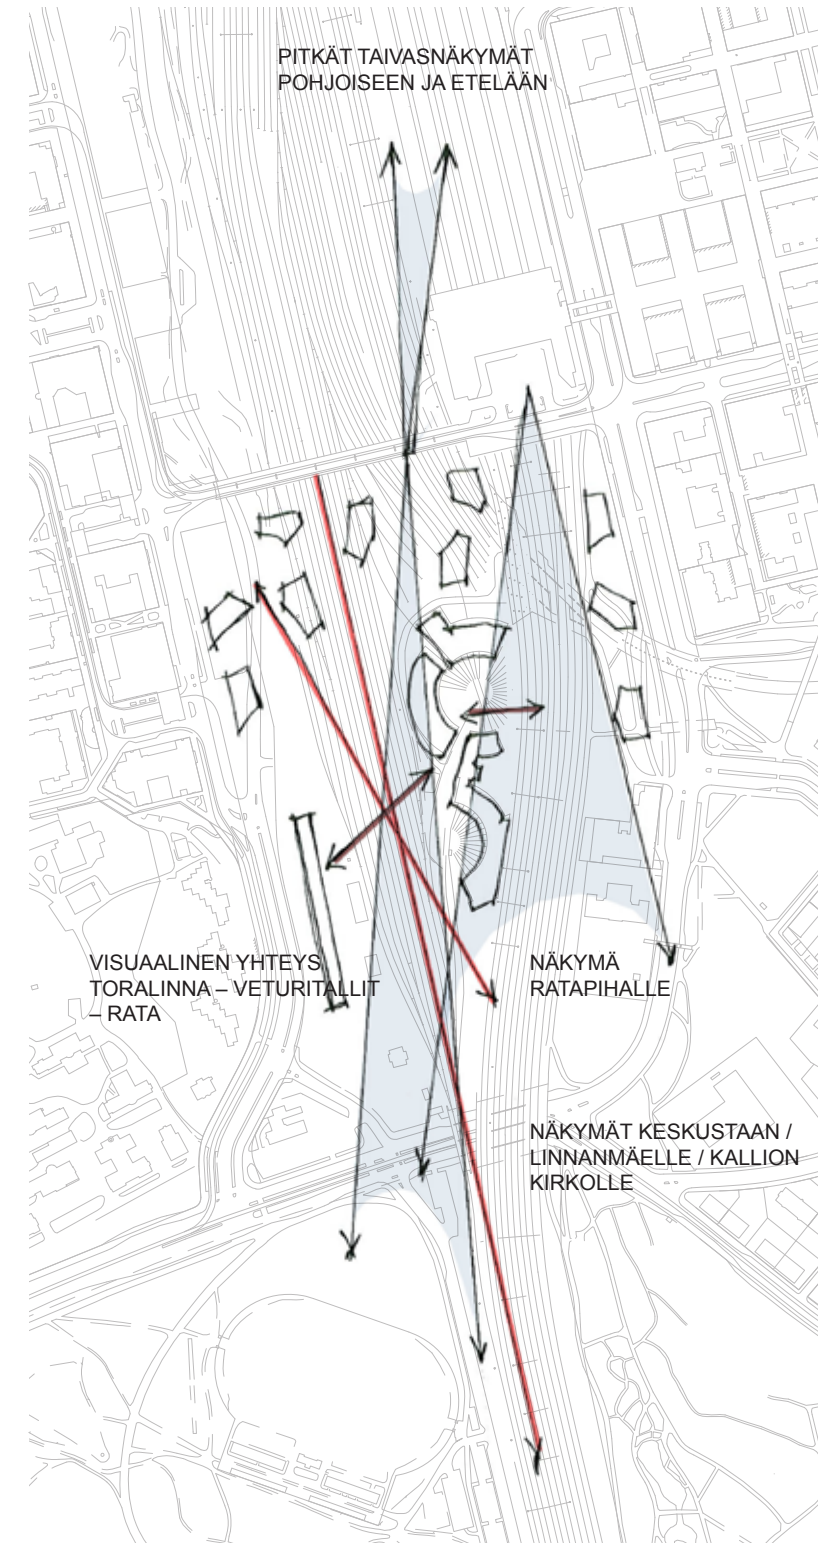 PITKÄT TAIVASNÄKYMÄT
POHJOISEEN JA ETELÄÄN
VISUAALINEN YHTEYS
TORALINNA – VETURITALLIT
– RATA
NÄKYMÄ
RATAPIHALLE
NÄKYMÄT KESKUSTAAN /
LINNANMÄELLE / KALLION
KIRKOLLE